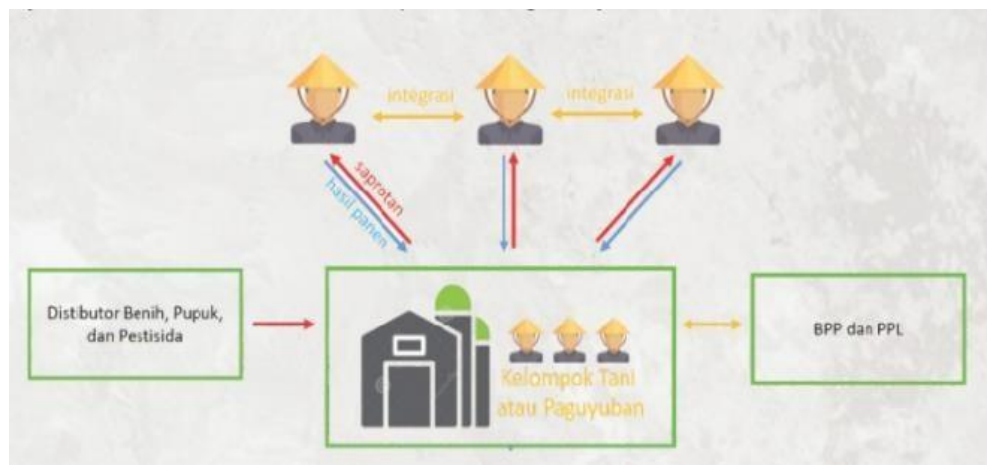 integrasi
integrasi
saprotan
hasil panen
Distibutor Benih, Pupuk,
dan Pestisida
Kelompok Tani
atau Paguyuban
BPP dan PPL